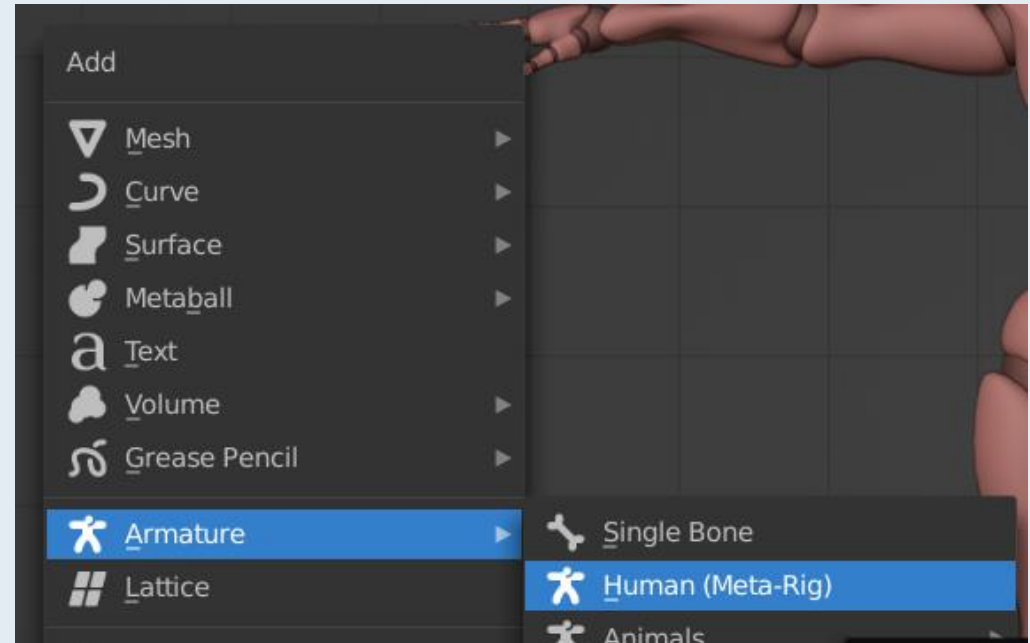 Add
Mesh
Curve
Surface
Metaball
Text
Volume
Grease Pencil
Armature
Lattice
Single Bone
Human (Meta-Rig)
Animals